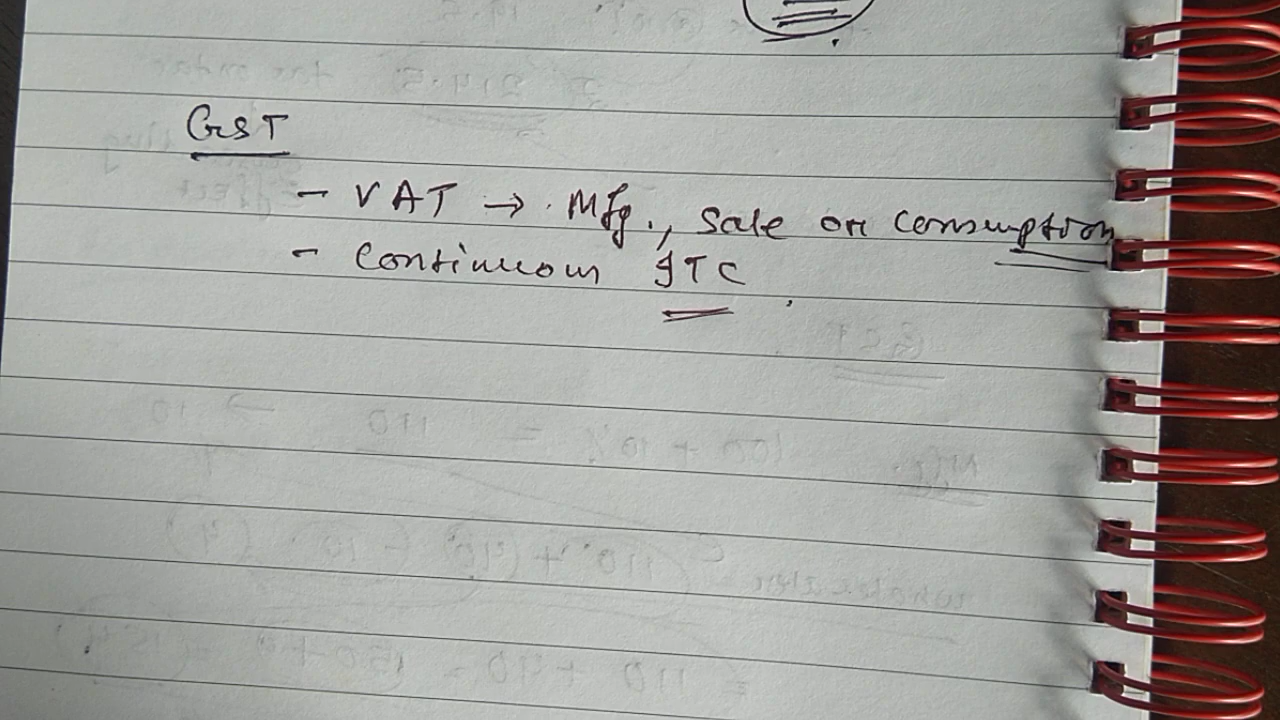 GST
- VAT → Mfg., Sale or Consumption
- Continuous ITC